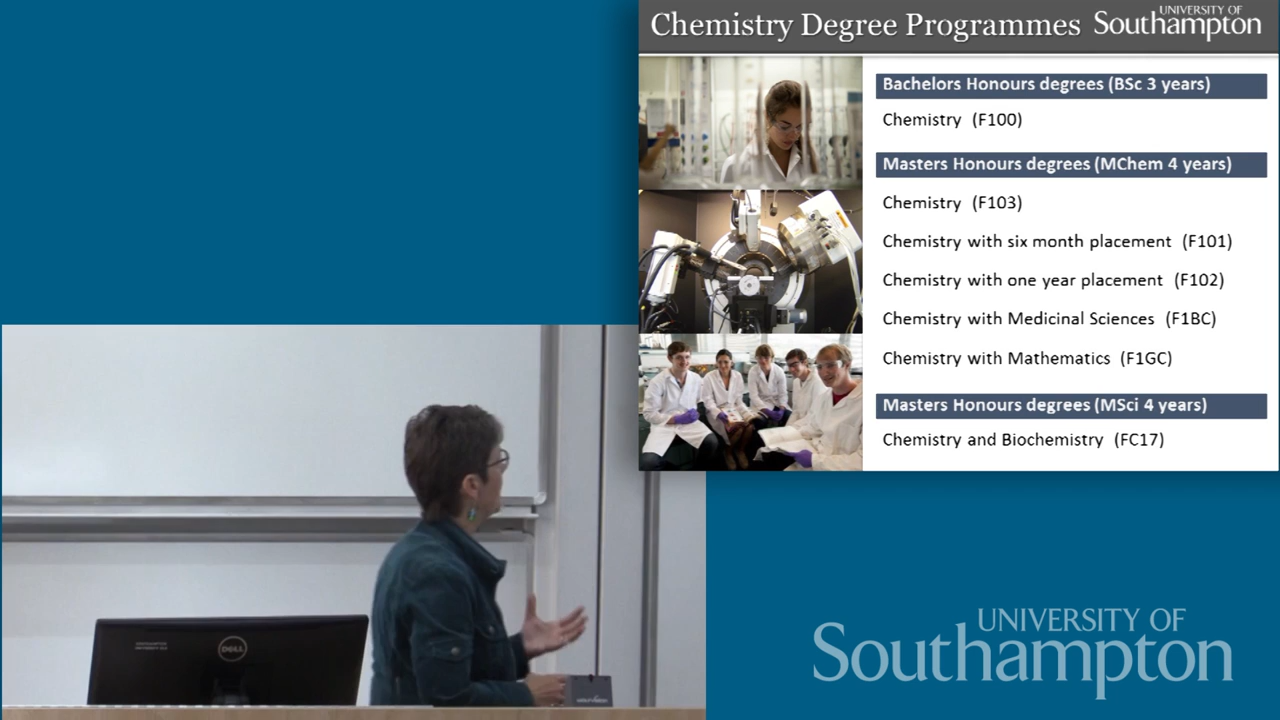 Chemistry Degree Programmes
UNIVERSITY OF
Southampton
Bachelors Honours degrees (BSc 3 years)
Chemistry (F100)
Masters Honours degrees (MChem 4 years)
Chemistry (F103)
Chemistry with six month placement (F101)
Chemistry with one year placement (F102)
Chemistry with Medicinal Sciences (F1BC)
Chemistry with Mathematics (F1GC)
Masters Honours degrees (MSci 4 years)
Chemistry and Biochemistry (FC17)
DELL
UNIVERSITY OF
Southampton